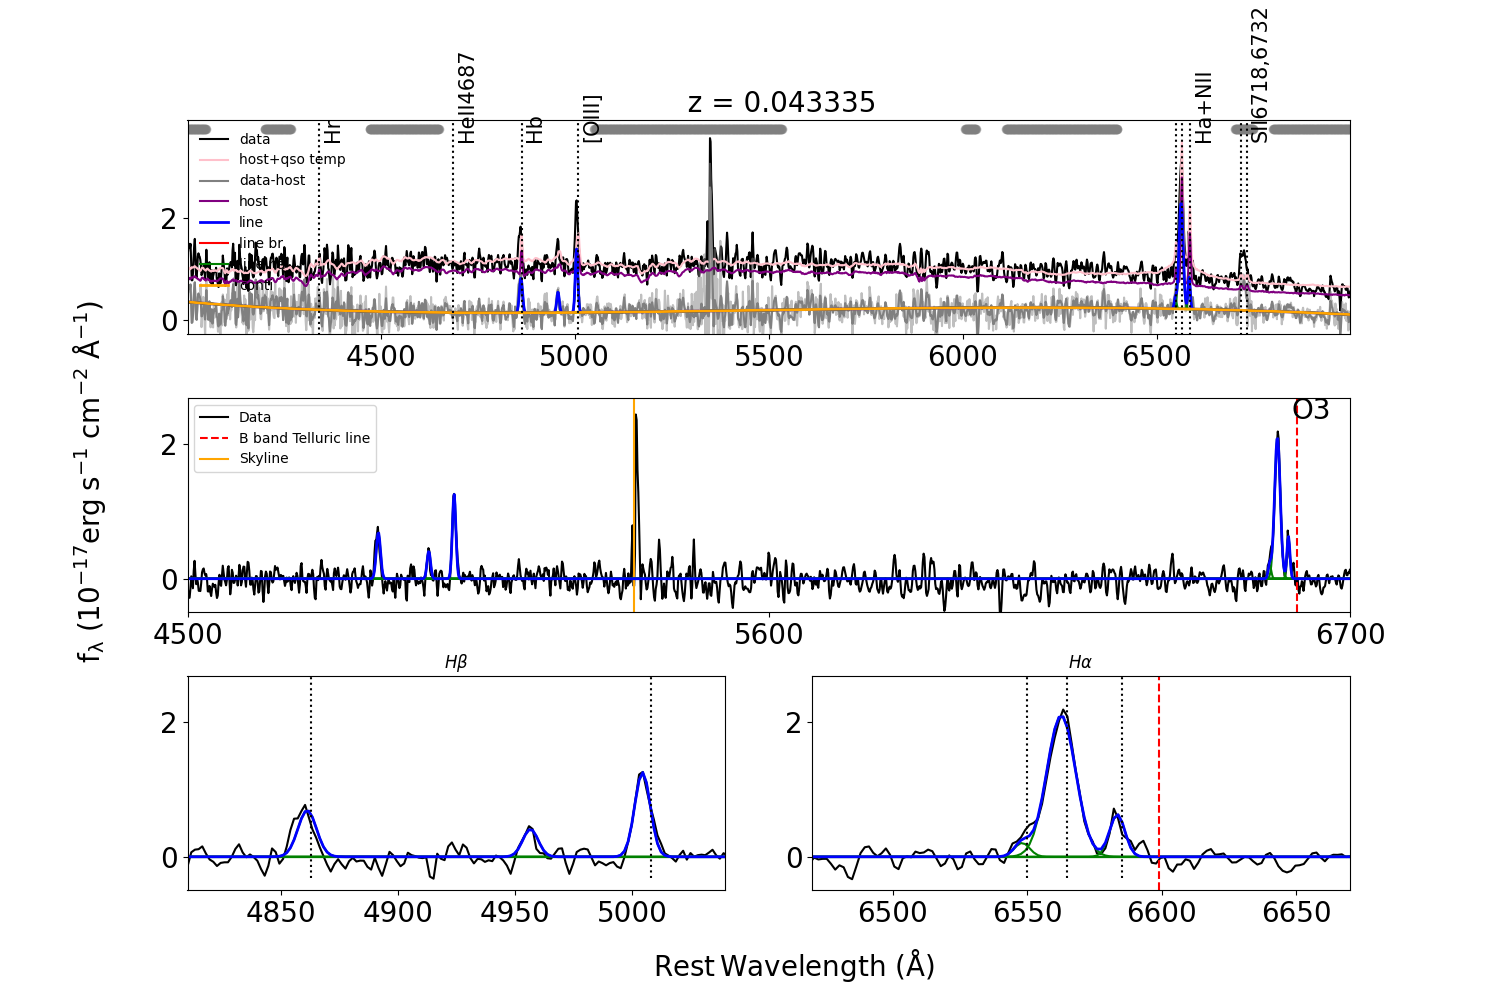 z = 0.043335
Hr
HeII4687
Hb
[OIII]
Ha+NII
SII6718,6732
data
host+qso temp
data-host
host
line
line br
conti
2
0
4500
5000
5500
6000
6500
Data
B band Telluric line
Skyline
O3
2
0
4500
5600
6700
fλ (10−17erg s−1 cm−2 Å−1)
Hβ
2
0
4850
4900
4950
5000
Hα
2
0
6500
6550
6600
6650
Rest Wavelength (Å)